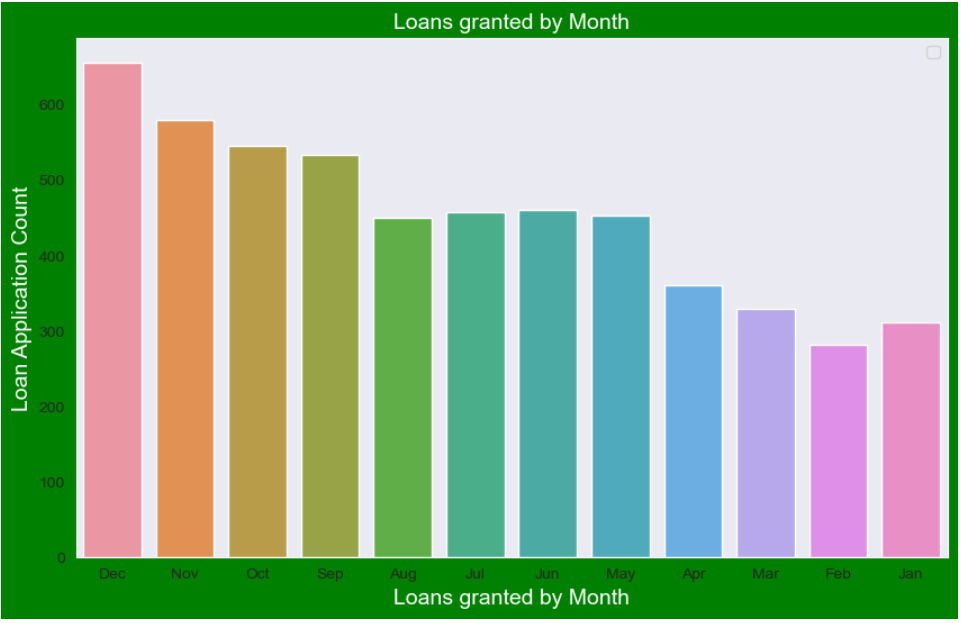 Loans granted by Month
Loan Application Count
600
500
400
300
200
100
0
Dec Nov Oct Sep Aug Jul Jun May Apr Mar Feb Jan
Loans granted by Month